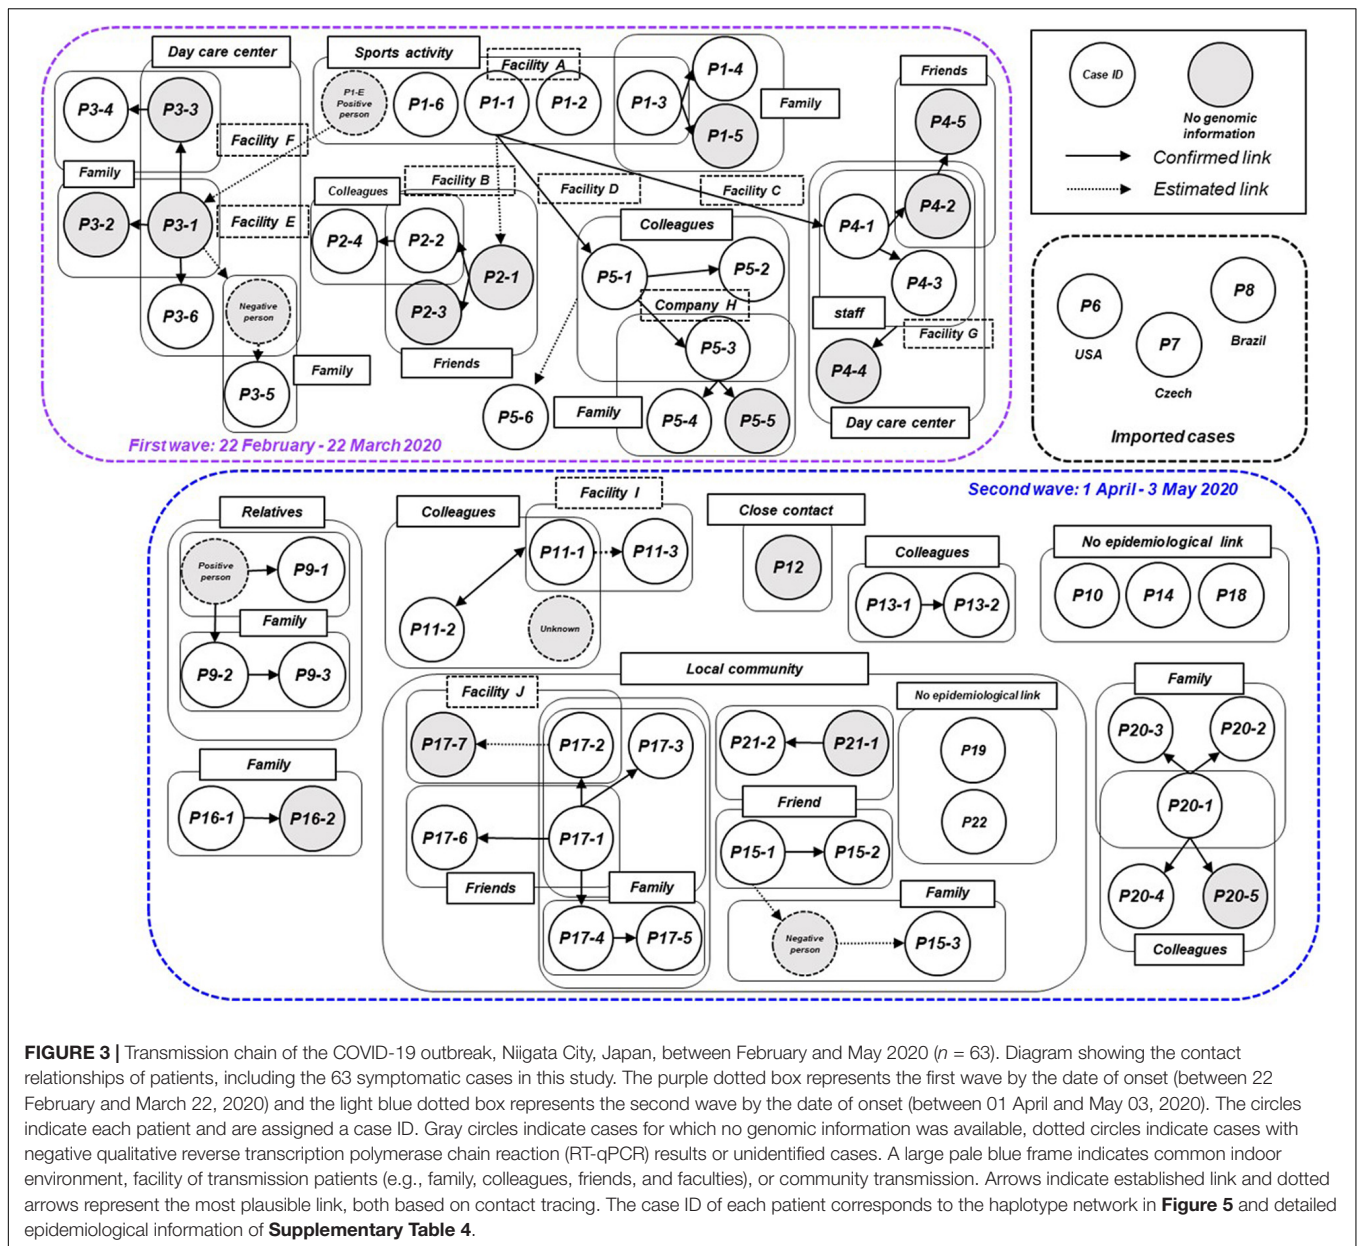 Day care center
Sports activity
Facility A
P1-E
Positive
person
P1-6
P1-1
P1-2
P1-3
P1-4
P1-5
Family
Friends
P4-5
P3-4
P3-3
Facility F
Family
P3-2
P3-1
Facility E
P3-6
Negative
person
P3-5
Family
Colleagues
Facility B
P2-4
P2-2
P2-1
P2-3
Friends
Facility D
Colleagues
P5-1
P5-2
Company H
P5-3
P5-6
Family
P5-4
P5-5
Facility C
P4-1
P4-2
P4-3
staff
Facility G
P4-4
Day care center
First wave: 22 February - 22 March 2020
Case ID
No genomic
information
Confirmed link
Estimated link
P6
USA
P7
Czech
P8
Brazil
Imported cases
Second wave: 1 April - 3 May 2020
Relatives
Positive
person
P9-1
Family
P9-2
P9-3
Family
P16-1
P16-2
Colleagues
Facility I
P11-1
P11-3
P11-2
Unknown
Close contact
P12
Colleagues
P13-1
P13-2
No epidemiological link
P10
P14
P18
Local community
Facility J
P17-7
P17-2
P17-3
P17-6
P17-1
Friends
Family
P17-4
P17-5
P21-2
P21-1
Friend
P15-1
P15-2
Family
Negative
person
P15-3
No epidemiological link
P19
P22
Family
P20-3
P20-2
P20-1
P20-4
P20-5
Colleagues
FIGURE 3 | Transmission chain of the COVID-19 outbreak, Niigata City, Japan, between February and May 2020 (n = 63). Diagram showing the contact
relationships of patients, including the 63 symptomatic cases in this study. The purple dotted box represents the first wave by the date of onset (between 22
February and March 22, 2020) and the light blue dotted box represents the second wave by the date of onset (between 01 April and May 03, 2020). The circles
indicate each patient and are assigned a case ID. Gray circles indicate cases for which no genomic information was available, dotted circles indicate cases with
negative qualitative reverse transcription polymerase chain reaction (RT-qPCR) results or unidentified cases. A large pale blue frame indicates common indoor
environment, facility of transmission patients (e.g., family, colleagues, friends, and faculties), or community transmission. Arrows indicate established link and dotted
arrows represent the most plausible link, both based on contact tracing. The case ID of each patient corresponds to the haplotype network in Figure 5 and detailed
epidemiological information of Supplementary Table 4.